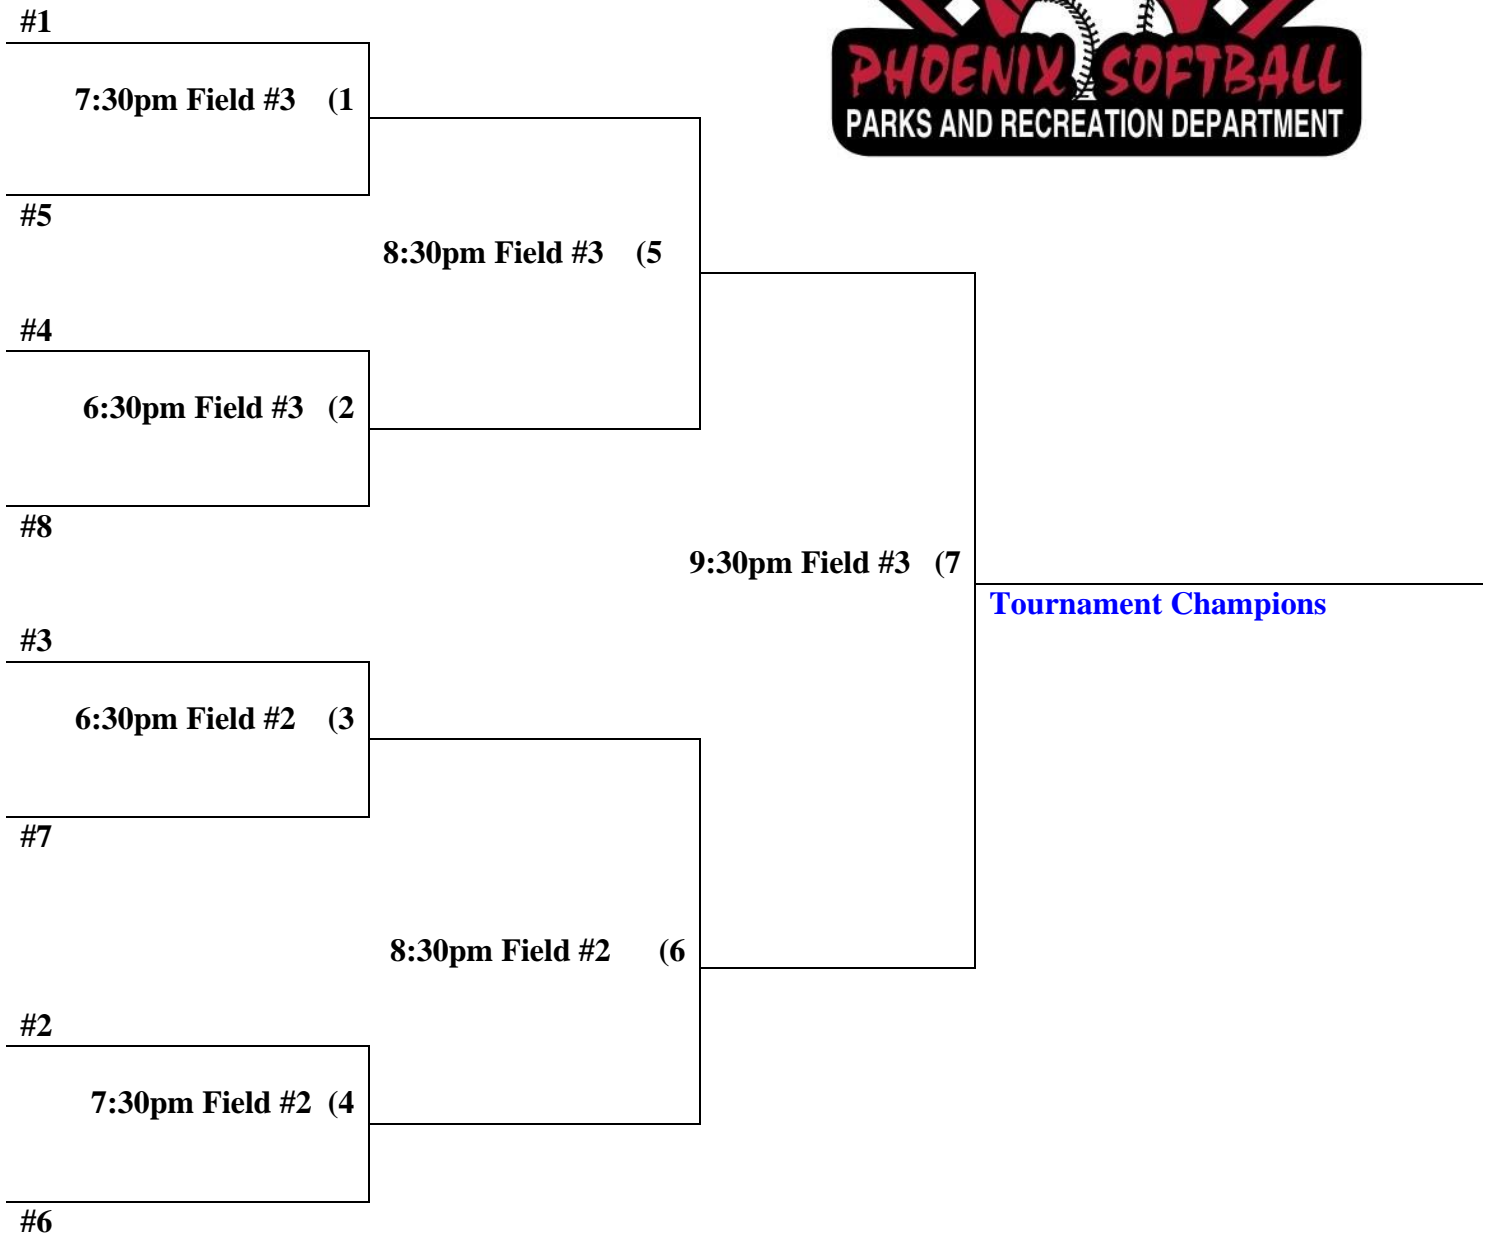 #1
PHOENIX SOFTBALL
PARKS AND RECREATION DEPARTMENT
7:30pm Field #3 (1
#5
8:30pm Field #3 (5
#4
6:30pm Field #3 (2
#8
9:30pm Field #3 (7
Tournament Champions
#3
6:30pm Field #2 (3
#7
8:30pm Field #2 (6
#2
7:30pm Field #2 (4
#6